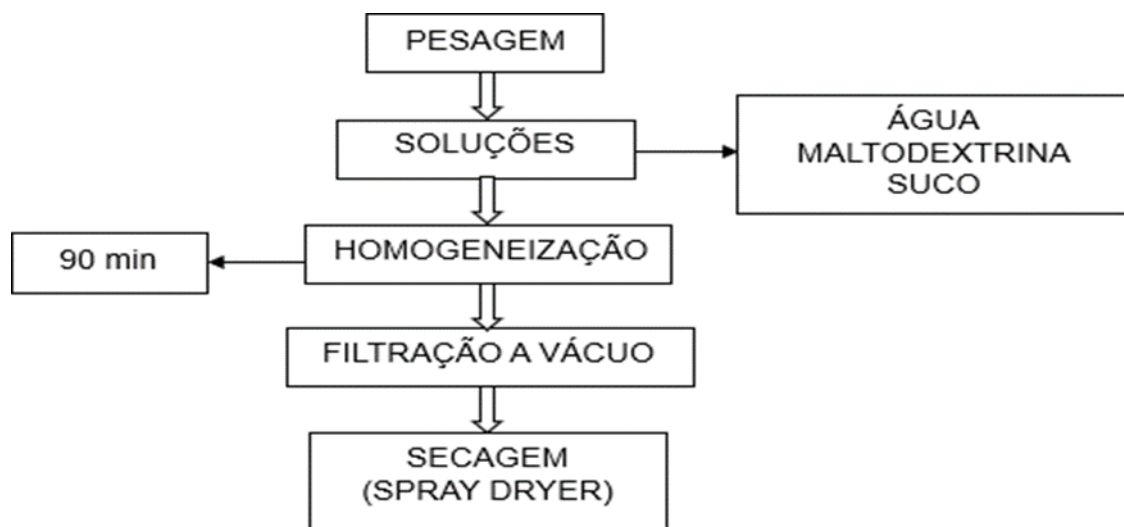 PESAGEM
SOLUÇÕES
ÁGUA
MALTODEXTRINA
SUCO
HOMOGENEIZAÇÃO
90 min
FILTRAÇÃO A VÁCUO
SECAGEM
(SPRAY DRYER)